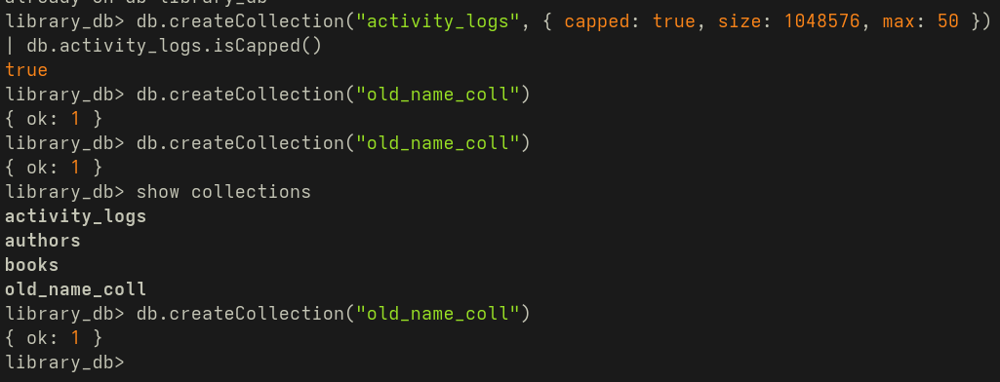 already on db library_db
library_db> db.createCollection("activity_logs", { capped: true, size: 1048576, max: 50 })
| db.activity_logs.isCapped()
true
library_db> db.createCollection("old_name_coll")
{ ok: 1 }
library_db> db.createCollection("old_name_coll")
{ ok: 1 }
library_db> show collections
activity_logs
authors
books
old_name_coll
library_db> db.createCollection("old_name_coll")
{ ok: 1 }
library_db>